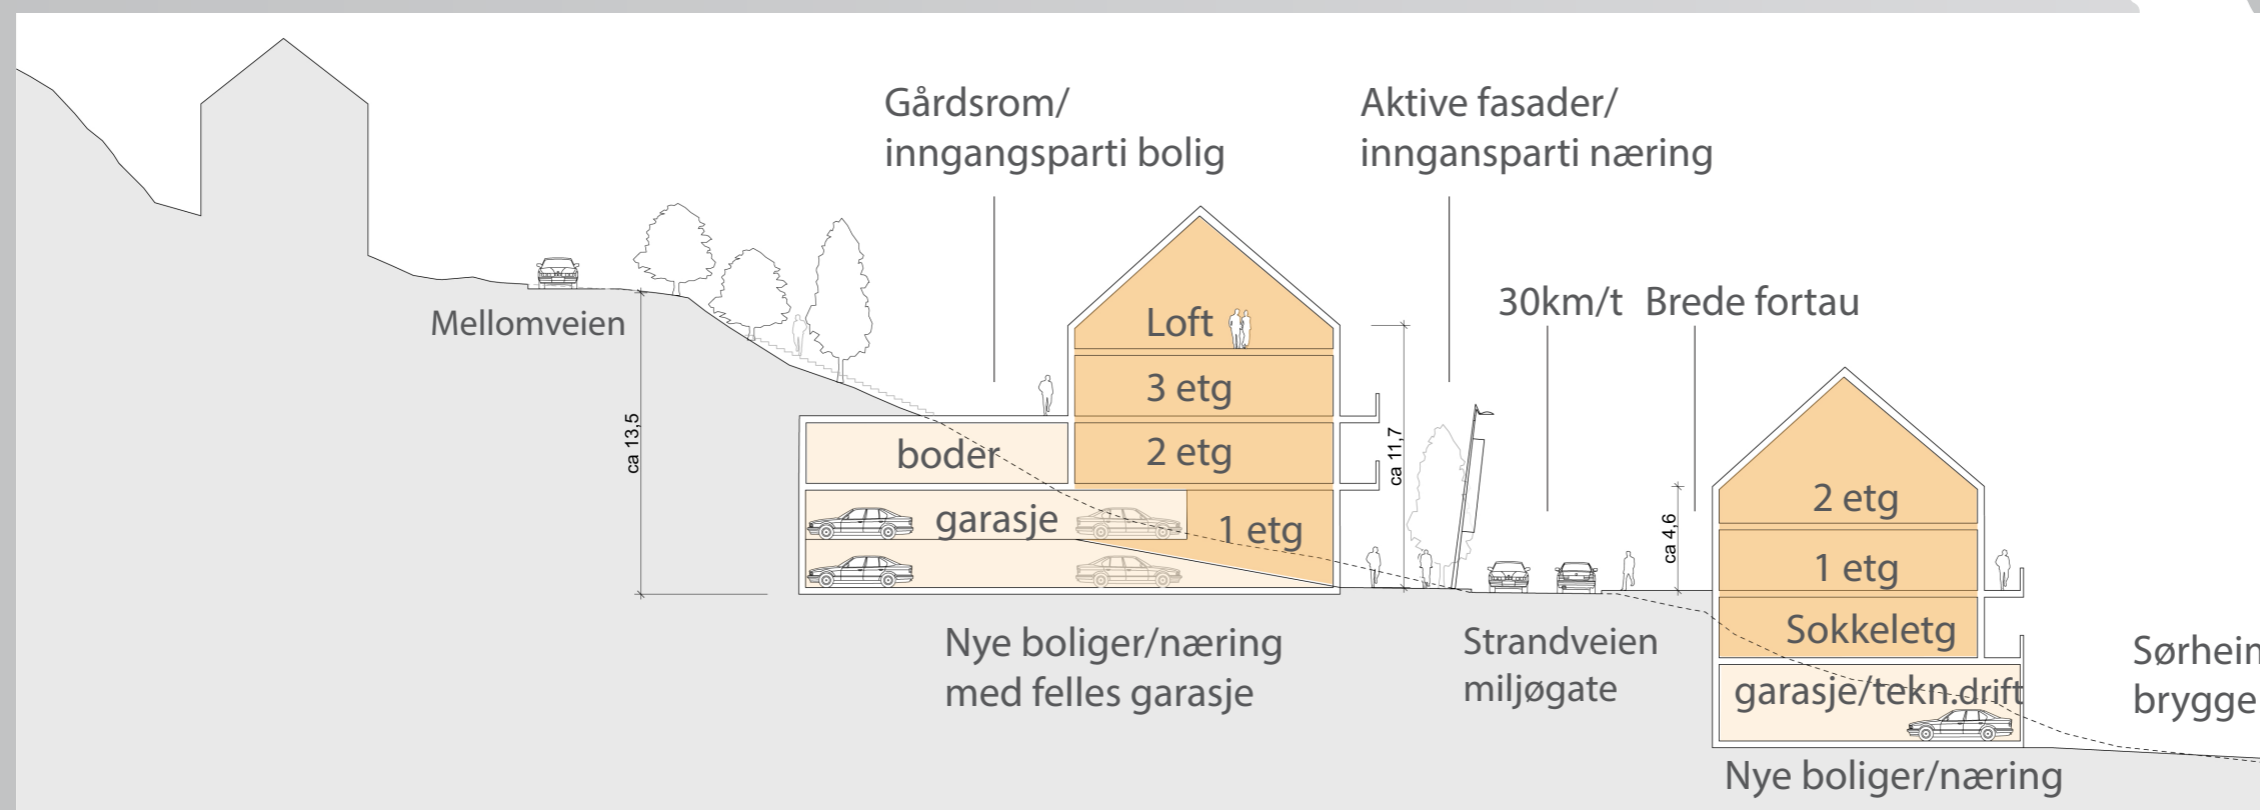 Gårdsrom/
inngangsparti bolig
Aktive fasader/
inngansparti næring
30km/t
Brede fortau
Mellomveien
Loft
3 etg
2 etg
1 etg
boder
garasje
ca 13,5
ca 11,7
ca 4,6
2 etg
1 etg
Sokkeletg
garasje/tekn.drift
Nye boliger/næring
med felles garasje
Strandveien
miljøgate
Nye boliger/næring
brygge